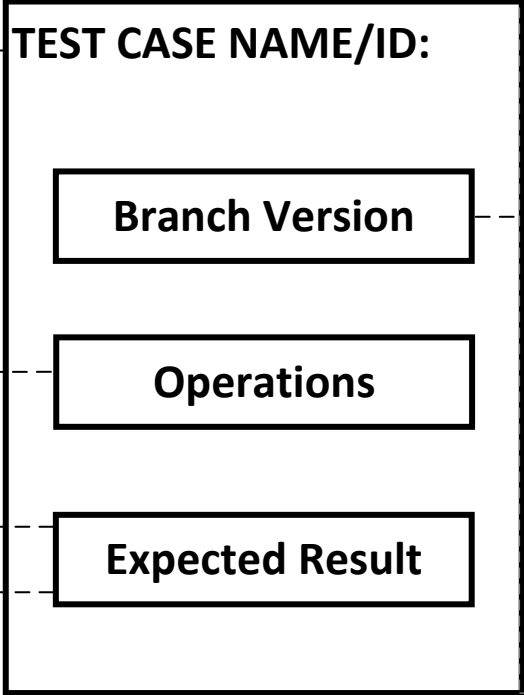 TEST CASE NAME/ID:
Branch Version
Operations
Expected Result